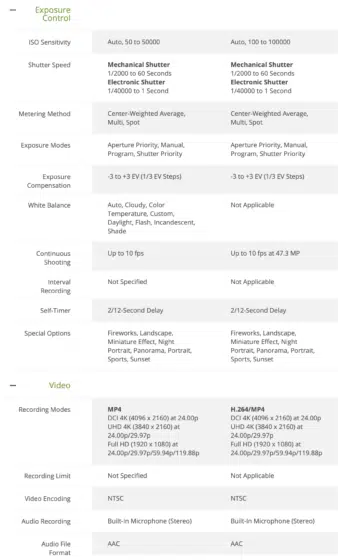 — Exposure Control
ISO Sensitivity Auto, 50 to 50000 Auto, 100 to 100000
Shutter Speed Mechanical Shutter Mechanical Shutter
1/2000 to 60 Seconds 1/2000 to 60 Seconds
Electronic Shutter Electronic Shutter
1/40000 to 1 Second 1/40000 to 1 Second
Metering Method Center-Weighted Average, Center-Weighted Average,
Multi, Spot Multi, Spot
Exposure Modes Aperture Priority, Manual, Aperture Priority, Manual,
Program, Shutter Priority Program, Shutter Priority
Exposure -3 to +3 EV (1/3 EV Steps) -3 to +3 EV (1/3 EV Steps)
Compensation
White Balance Auto, Cloudy, Color Not Applicable
Temperature, Custom,
Daylight, Flash, Incandescent,
Shade
Continuous Up to 10 fps Up to 10 fps at 47.3 MP
Shooting
Interval Not Specified Not Applicable
Recording
Self-Timer 2/12-Second Delay 2/12-Second Delay
Special Options Fireworks, Landscape, Fireworks, Landscape,
Miniature Effect, Night Miniature Effect, Night
Portrait, Panorama, Portrait, Portrait, Panorama, Portrait,
Sports, Sunset Sports, Sunset
— Video
Recording Modes MP4 H.264/MP4
DCI 4K (4096 x 2160) at 24.00p DCI 4K (4096 x 2160) at 24.00p
UHD 4K (3840 x 2160) at UHD 4K (3840 x 2160) at
24.00p/29.97p 24.00p/29.97p
Full HD (1920 x 1080) at Full HD (1920 x 1080) at
24.00p/29.97p/59.94p/119.88p 24.00p/29.97p/59.94p/119.88p
Recording Limit Not Specified Not Applicable
Video Encoding NTSC NTSC
Audio Recording Built-In Microphone (Stereo) Built-In Microphone (Stereo)
Audio File AAC AAC
Format